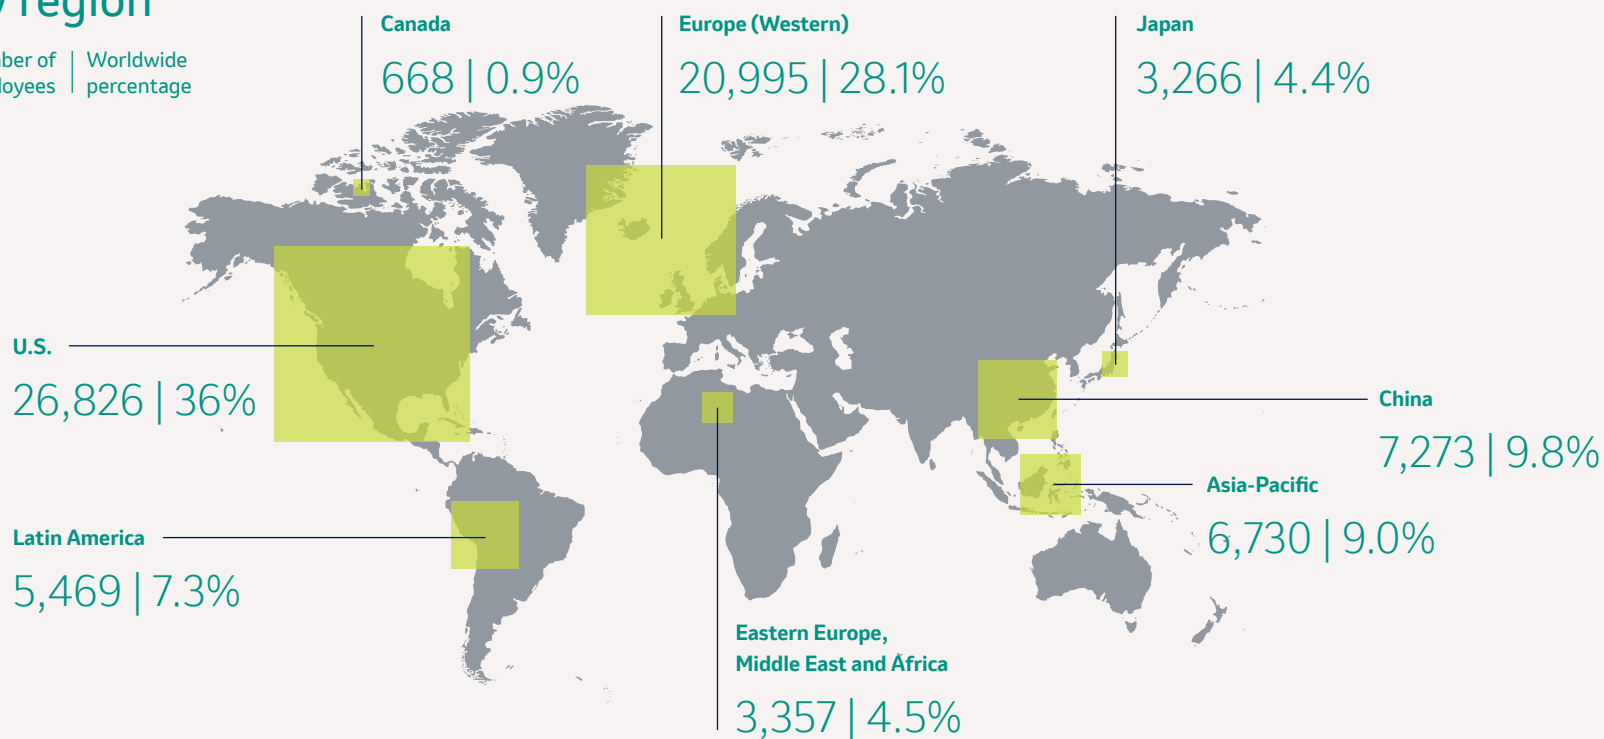 region
Worldwide
percentage
Canada
668 | 0.9%
Europe (Western)
20,995 | 28.1%
Japan
3,266 | 4.4%
U.S.
26,826 | 36%
China
7,273 | 9.8%
Asia-Pacific
6,730 | 9.0%
Latin America
5,469 | 7.3%
Eastern Europe,
Middle East and Africa
3,357 | 4.5%